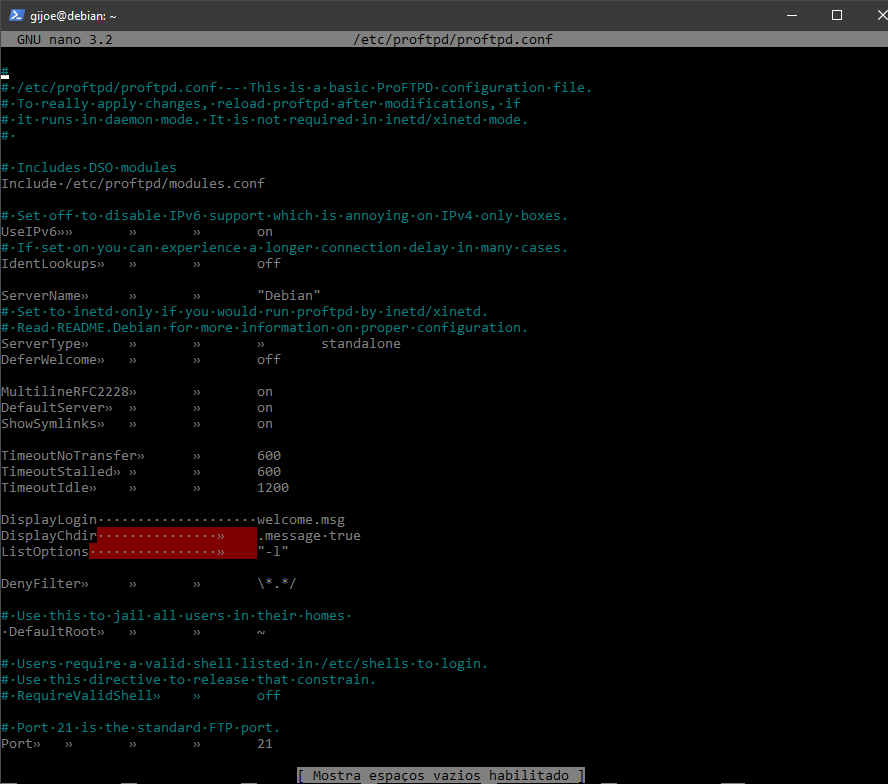 gijoe@debian: ~
GNU nano 3.2 /etc/proftpd/proftpd.conf
#
#·/etc/proftpd/proftpd.conf·--·This·is·a·basic·ProFTPD·configuration·file.
#·To·really·apply·changes,·reload·proftpd·after·modifications,·if
#·it·runs·in·daemon·mode.·It·is·not·required·in·inetd/xinetd·mode.
#·
#·Includes·DSO·modules
Include·/etc/proftpd/modules.conf
#·Set·off·to·disable·IPv6·support·which·is·annoying·on·IPv4·only·boxes.
UseIPv6»» » » on
#·If·set·on·you·can·experience·a·longer·connection·delay·in·many·cases.
IdentLookups» » » off
ServerName» » » "Debian"
#·Set·to·inetd·only·if·you·would·run·proftpd·by·inetd/xinetd.
#·Read·README.Debian·for·more·information·on·proper·configuration.
ServerType» » » » standalone
DeferWelcome» » » off
MultilineRFC2228» » on
DefaultServer» » » on
ShowSymlinks» » » on
TimeoutNoTransfer» » 600
TimeoutStalled» » » 600
TimeoutIdle» » » 1200
DisplayLogin····················welcome.msg
DisplayChdir···············» .message·true
ListOptions················» "-l"
DenyFilter» » » \*.*/
#·Use·this·to·jail·all·users·in·their·homes·
·DefaultRoot» » » ~
#·Users·require·a·valid·shell·listed·in·/etc/shells·to·login.
#·Use·this·directive·to·release·that·constrain.
#·RequireValidShell» » off
#·Port·21·is·the·standard·FTP·port.
Port» » » » 21
[ Mostra espaços vazios habilitado ]